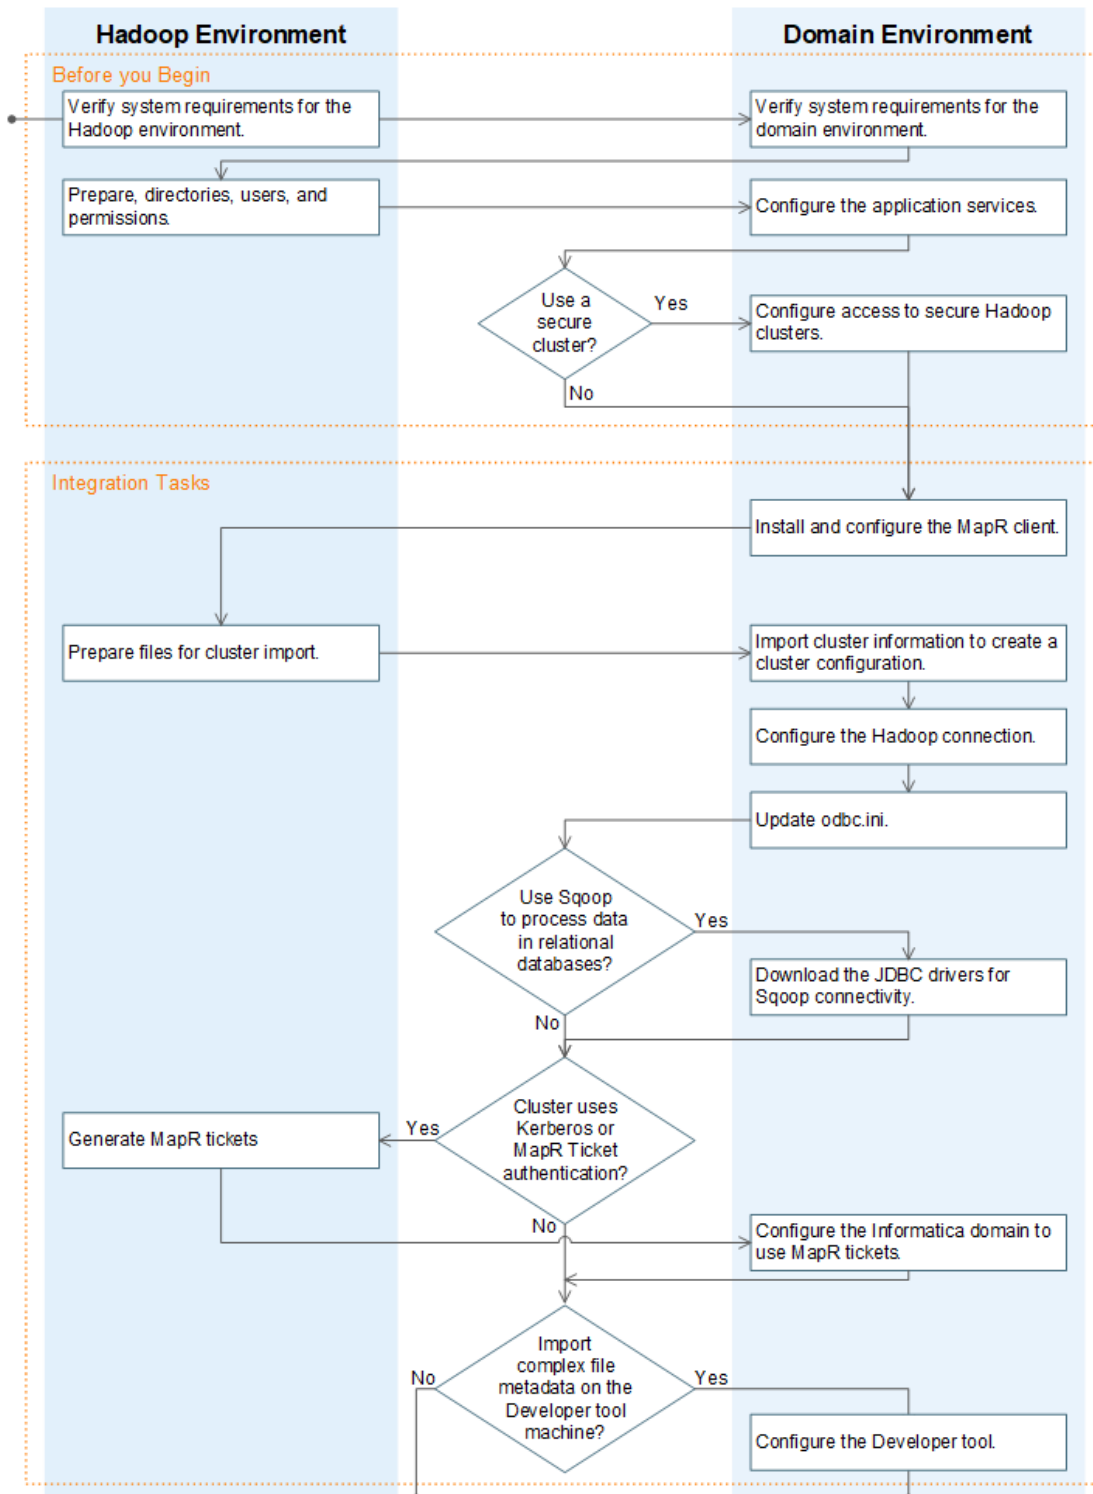 Hadoop Environment
Domain Environment
Before you Begin
Verify system requirements for the
Hadoop environment.
Verify system requirements for the
domain environment.
Prepare, directories, users, and
permissions.
Configure the application services.
Use a
secure
cluster?
Yes
Configure access to secure Hadoop
clusters.
No
Integration Tasks
Install and configure the MapR client.
Prepare files for cluster import.
Import cluster information to create a
cluster configuration.
Configure the Hadoop connection.
Update odbc.ini.
Use Sqoop
to process data
in relational
databases?
Yes
Download the JDBC drivers for
Sqoop connectivity.
No
Cluster uses
Kerberos or
MapR Ticket
authentication?
Yes
Generate MapR tickets
No
Configure the Informatica domain to
use MapR tickets.
Import
complex file
metadata on the
Developer tool
machine?
No
Yes
Configure the Developer tool.